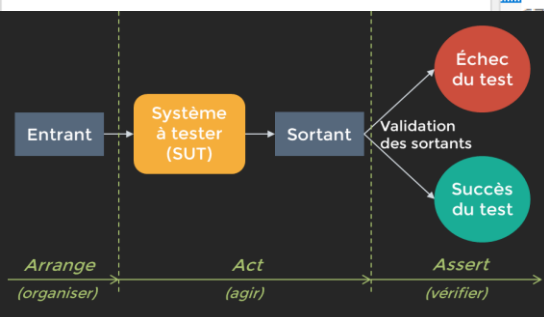 Échec
du test
Système
à tester
(SUT)
Entrant
Sortant
Validation
des sortants
Succès
du test
Arrange
Act
Assert
(organiser)
(agir)
(vérifier)